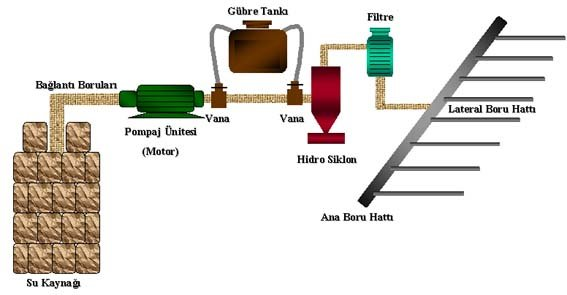 Gübre Tankı
Filtre
Bağlantı Boruları
Lateral Boru Hattı
Vana
Vana
Pompaj Ünitesi
(Motor)
Hidro Siklon
Ana Boru Hattı
Su Kaynağı